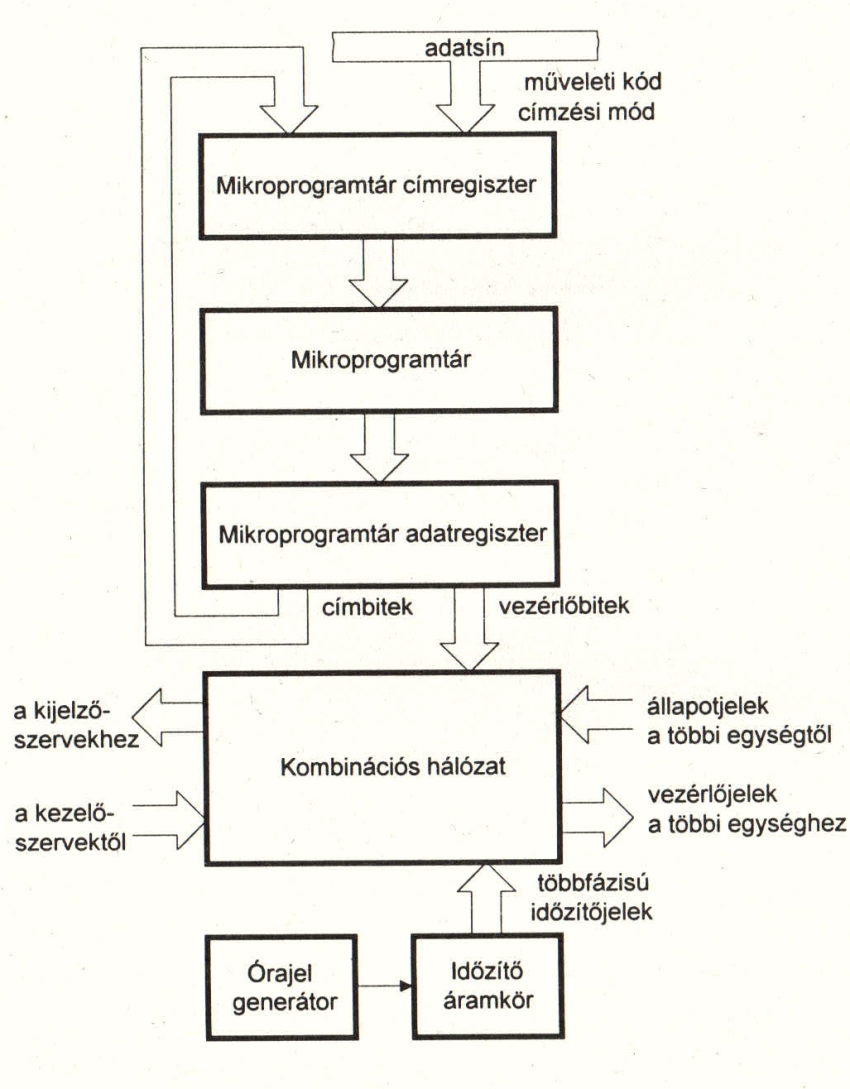 adatsín
műveleti kód
címzési mód
Mikroprogramtár címregiszter
Mikroprogramtár
Mikroprogramtár adatregiszter
címbitek
vezérlőbitek
a kijelző-
szervekhez
állapotjelek
a többi egységtől
Kombinációs hálózat
a kezelő-
szervektől
vezérlőjelek
a többi egységhez
többfázisú
időzítőjelek
Órajel
generátor
Időzítő
áramkör